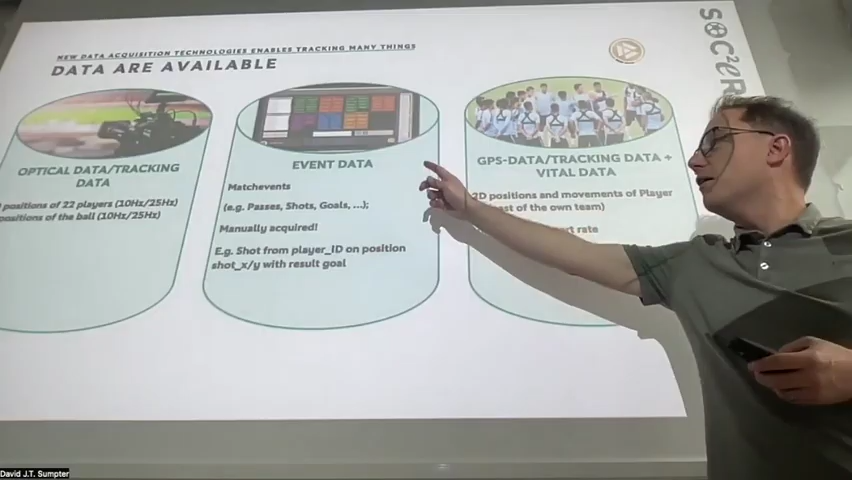 NEW DATA ACQUISITION TECHNOLOGIES ENABLES TRACKING MANY THINGS
DATA ARE AVAILABLE
SOC²ER
OPTICAL DATA/TRACKING
DATA
positions of 22 players (10Hz/25Hz)
positions of the ball (10Hz/25Hz)
EVENT DATA
Matchevents
(e.g. Passes, Shots, Goals, ...);
Manually acquired!
E.g. Shot from player_ID on position
shot_x/y with result goal
GPS-DATA/TRACKING DATA +
VITAL DATA
2D positions and movements of Player
of the own team)
rate
David J.T. Sumpter